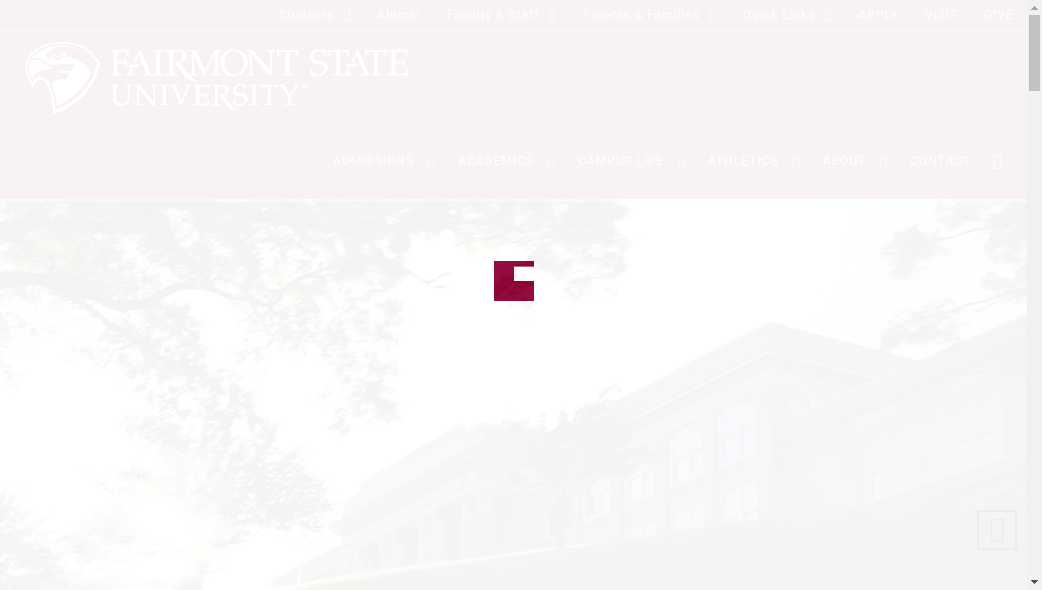 Students Alumni Faculty & Staff Parents & Families Quick Links APPLY VISIT GIVE
FAIRMONT STATE
UNIVERSITY™
ADMISSIONS ACADEMICS CAMPUS LIFE ATHLETICS ABOUT CONTACT